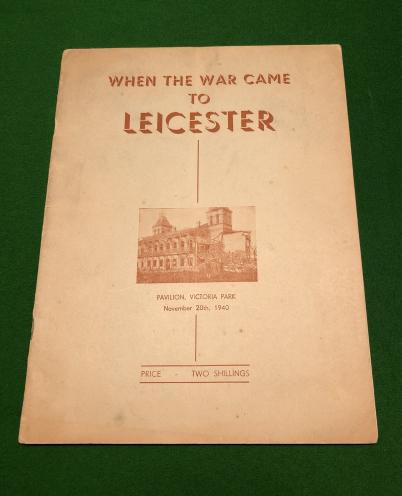 WHEN THE WAR CAME
TO
LEICESTER
PAVILION, VICTORIA PARK
November 20th, 1940
PRICE - TWO SHILLINGS